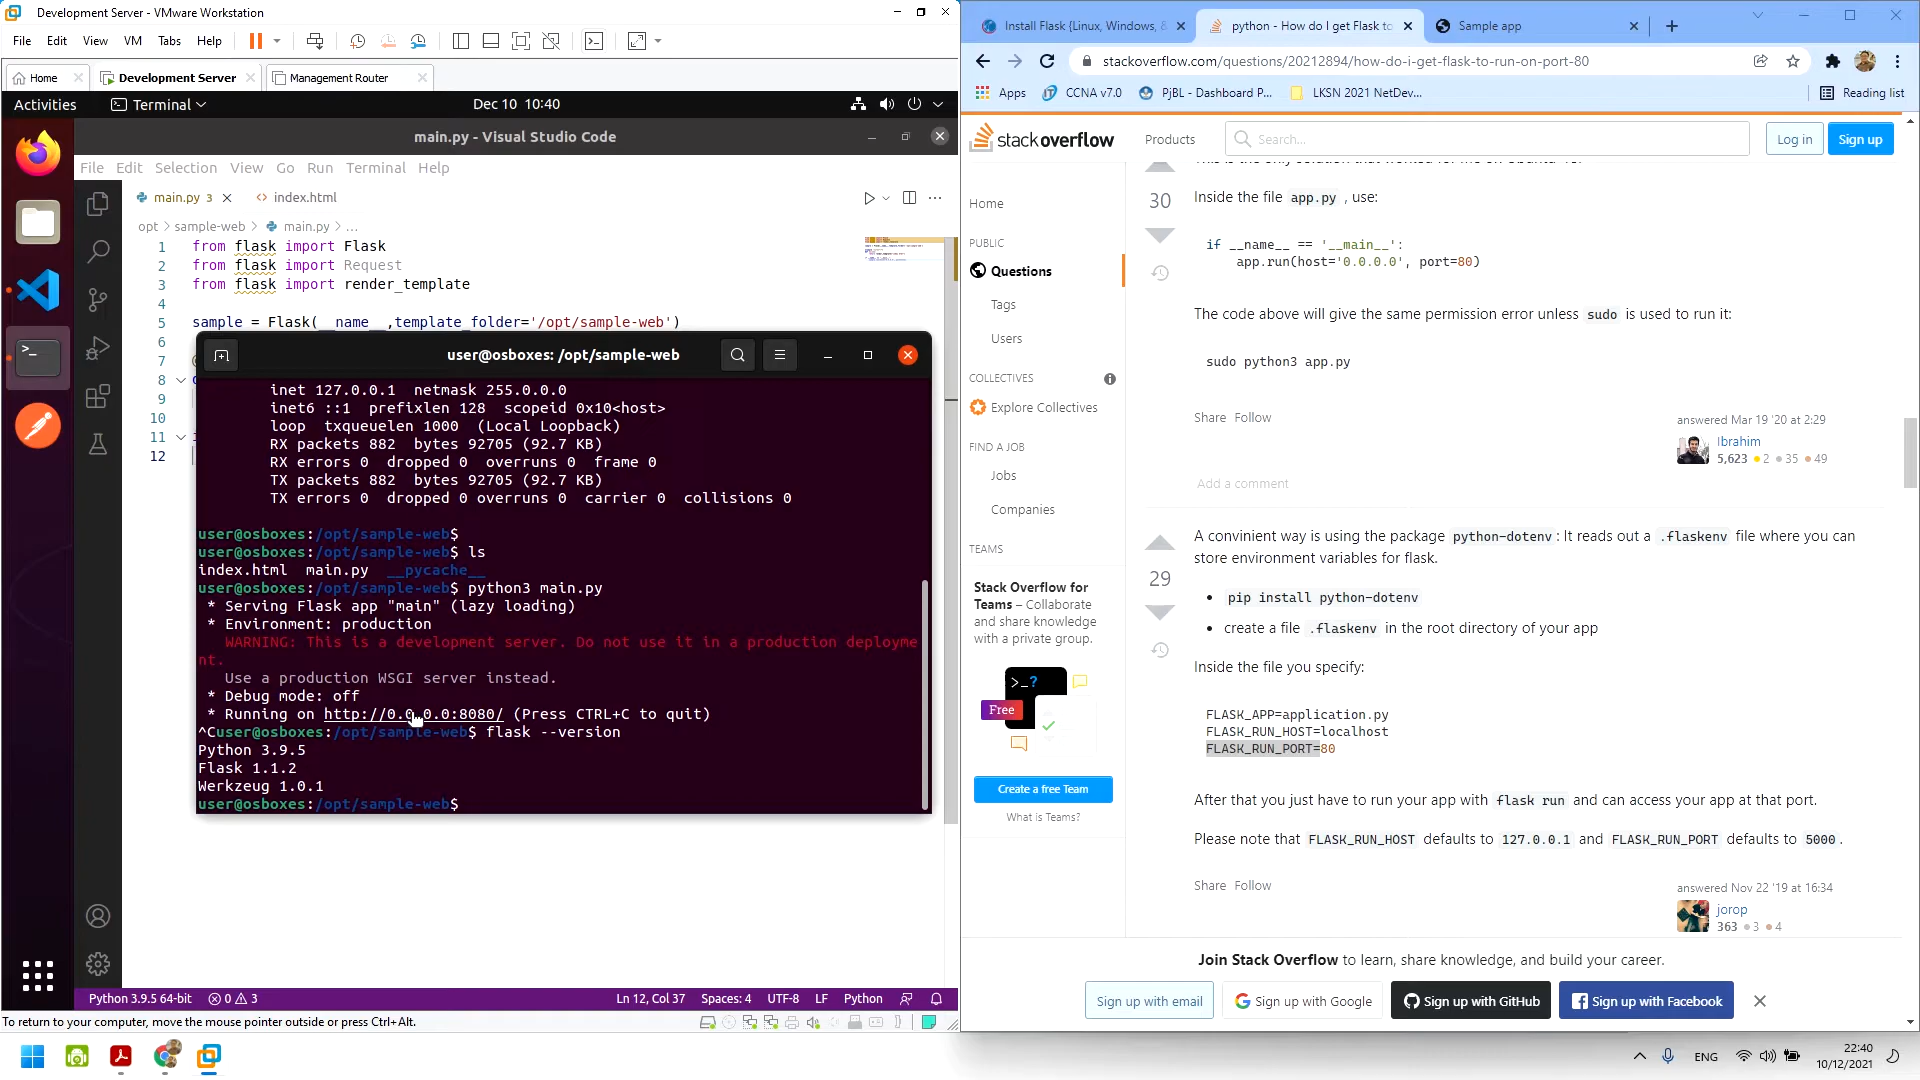 Development Server - VMware Workstation
File Edit View VM Tabs Help
Home
Development Server
Management Router
Activities
Terminal
Dec 10 10:40
main.py - Visual Studio Code
File Edit Selection View Go Run Terminal Help
main.py 3
index.html
opt > sample-web > main.py > ...
1 from flask import Flask
2 from flask import Request
3 from flask import render_template
4
5 sample = Flask(__name__,template_folder='/opt/sample-web')
6
7
8
9
10
11
12
user@osboxes: /opt/sample-web
inet 127.0.0.1 netmask 255.0.0.0
inet6 ::1 prefixlen 128 scopeid 0x10<host>
loop txqueuelen 1000 (Local Loopback)
RX packets 882 bytes 92705 (92.7 KB)
RX errors 0 dropped 0 overruns 0 frame 0
TX packets 882 bytes 92705 (92.7 KB)
TX errors 0 dropped 0 overruns 0 carrier 0 collisions 0
user@osboxes:/opt/sample-web$
user@osboxes:/opt/sample-web$ ls
index.html main.py __pycache__
user@osboxes:/opt/sample-web$ python3 main.py
* Serving Flask app "main" (lazy loading)
* Environment: production
WARNING: This is a development server. Do not use it in a production deployme
nt.
Use a production WSGI server instead.
* Debug mode: off
* Running on http://0.0.0.0:8080/ (Press CTRL+C to quit)
^Cuser@osboxes:/opt/sample-web$ flask --version
Python 3.9.5
Flask 1.1.2
Werkzeug 1.0.1
user@osboxes:/opt/sample-web$
Python 3.9.5 64-bit
0
3
Ln 12, Col 37
Spaces: 4
UTF-8
LF
Python
To return to your computer, move the mouse pointer outside or press Ctrl+Alt.
Install Flask {Linux, Windows, &
python - How do I get Flask to
Sample app
stackoverflow.com/questions/20212894/how-do-i-get-flask-to-run-on-port-80
Apps
CCNA v7.0
PjBL - Dashboard P...
LKSN 2021 NetDev...
Reading list
stackoverflow
Products
Search...
Log in
Sign up
Home
PUBLIC
Questions
Tags
Users
COLLECTIVES
Explore Collectives
FIND A JOB
Jobs
Companies
TEAMS
Stack Overflow for
Teams – Collaborate
and share knowledge
with a private group.
>_?
Free
Create a free Team
What is Teams?
30
Inside the file app.py , use:
if __name__ == '__main__':
app.run(host='0.0.0.0', port=80)
The code above will give the same permission error unless sudo is used to run it:
sudo python3 app.py
Share Follow
answered Mar 19 '20 at 2:29
Ibrahim
5,623 2 35 49
Add a comment
29
A convinient way is using the package python-dotenv: It reads out a .flaskenv file where you can
store environment variables for flask.
• pip install python-dotenv
• create a file .flaskenv in the root directory of your app
Inside the file you specify:
FLASK_APP=application.py
FLASK_RUN_HOST=localhost
FLASK_RUN_PORT=80
After that you just have to run your app with flask run and can access your app at that port.
Please note that FLASK_RUN_HOST defaults to 127.0.0.1 and FLASK_RUN_PORT defaults to 5000.
Share Follow
answered Nov 22 '19 at 16:34
jorop
363 3 4
Join Stack Overflow to learn, share knowledge, and build your career.
Sign up with email
Sign up with Google
Sign up with GitHub
Sign up with Facebook
ENG
22:40
10/12/2021